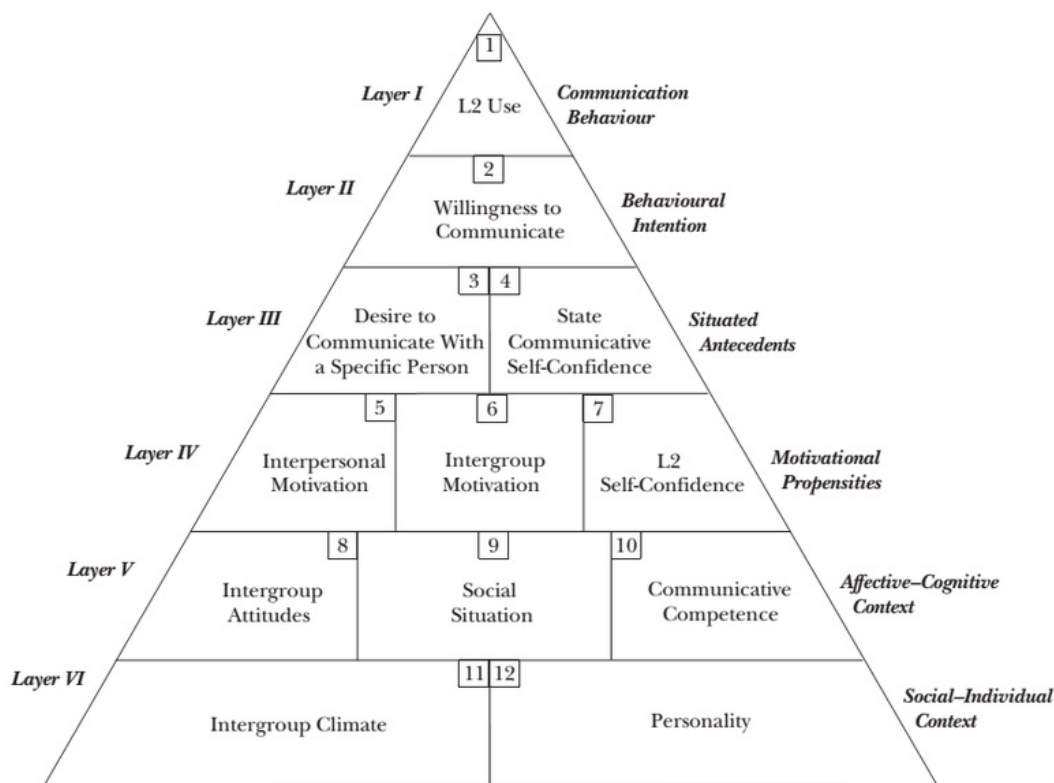 1
Layer I
L2 Use
Communication
Behaviour
2
Layer II
Willingness to
Communicate
Behavioural
Intention
3
4
Layer III
Desire to
Communicate With
a Specific Person
State
Communicative
Self-Confidence
Situated
Antecedents
5
6
7
Layer IV
Interpersonal
Motivation
Intergroup
Motivation
L2
Self-Confidence
Motivational
Propensities
8
9
10
Layer V
Intergroup
Attitudes
Social
Situation
Communicative
Competence
Affective–Cognitive
Context
11
12
Layer VI
Intergroup Climate
Personality
Social–Individual
Context